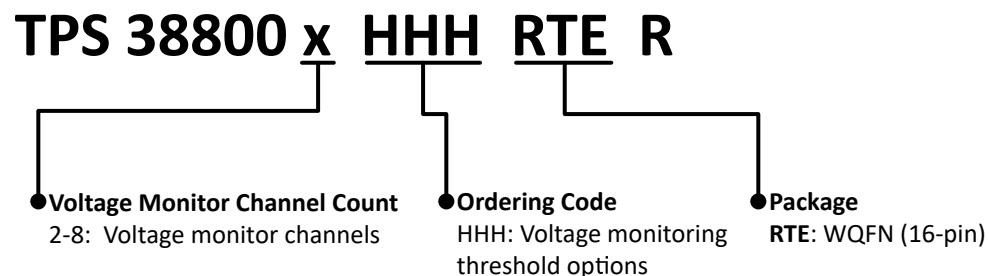 TPS 38800 x HHH RTE R
Voltage Monitor Channel Count
2-8: Voltage monitor channels
Ordering Code
HHH: Voltage monitoring
threshold options
Package
RTE: WQFN (16-pin)